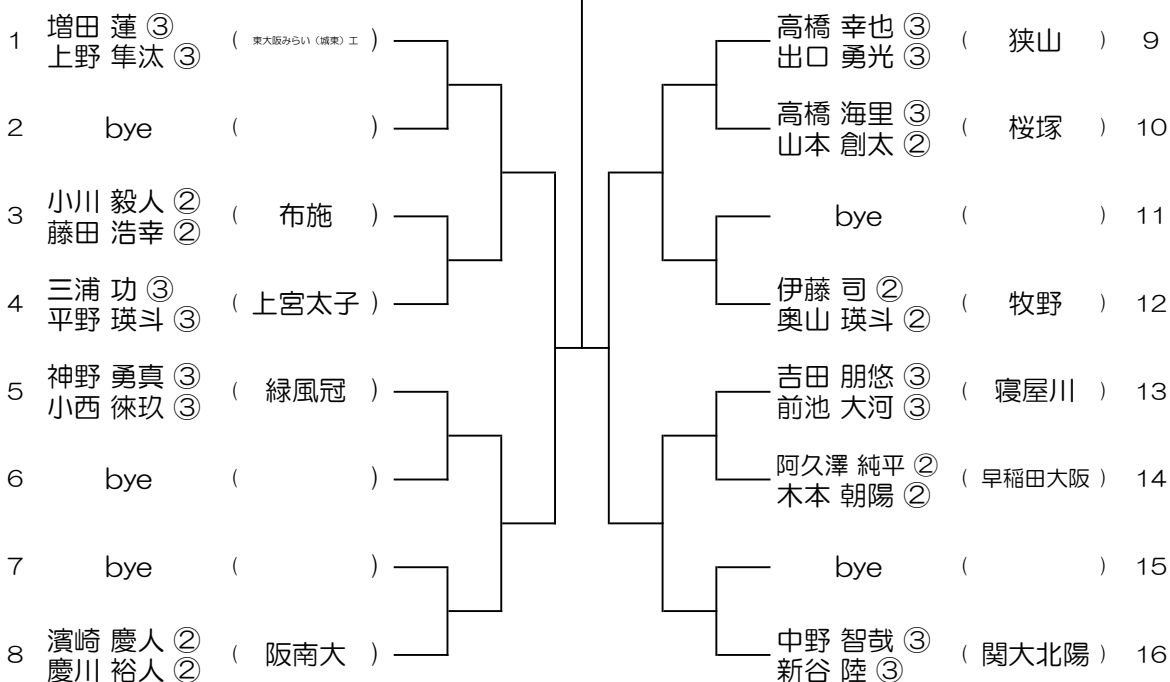 1 増田 蓮 ③ ( 東大阪みらい（城東）工 )
上野 隼汰 ③
2 bye ( )
3 小川 毅人 ② ( 布施 )
藤田 浩幸 ②
4 三浦 功 ③ ( 上宮太子 )
平野 瑛斗 ③
5 神野 勇真 ③ ( 緑風冠 )
小西 徠玖 ③
6 bye ( )
7 bye ( )
8 濱崎 慶人 ② ( 阪南大 )
慶川 裕人 ②
高橋 幸也 ③ ( 狭山 ) 9
出口 勇光 ③
高橋 海里 ③ ( 桜塚 ) 10
山本 創太 ②
bye ( ) 11
伊藤 司 ② ( 牧野 ) 12
奥山 瑛斗 ②
吉田 朋悠 ③ ( 寝屋川 ) 13
前池 大河 ③
阿久澤 純平 ② ( 早稲田大阪 ) 14
木本 朝陽 ②
bye ( ) 15
中野 智哉 ③ ( 関大北陽 ) 16
新谷 陸 ③